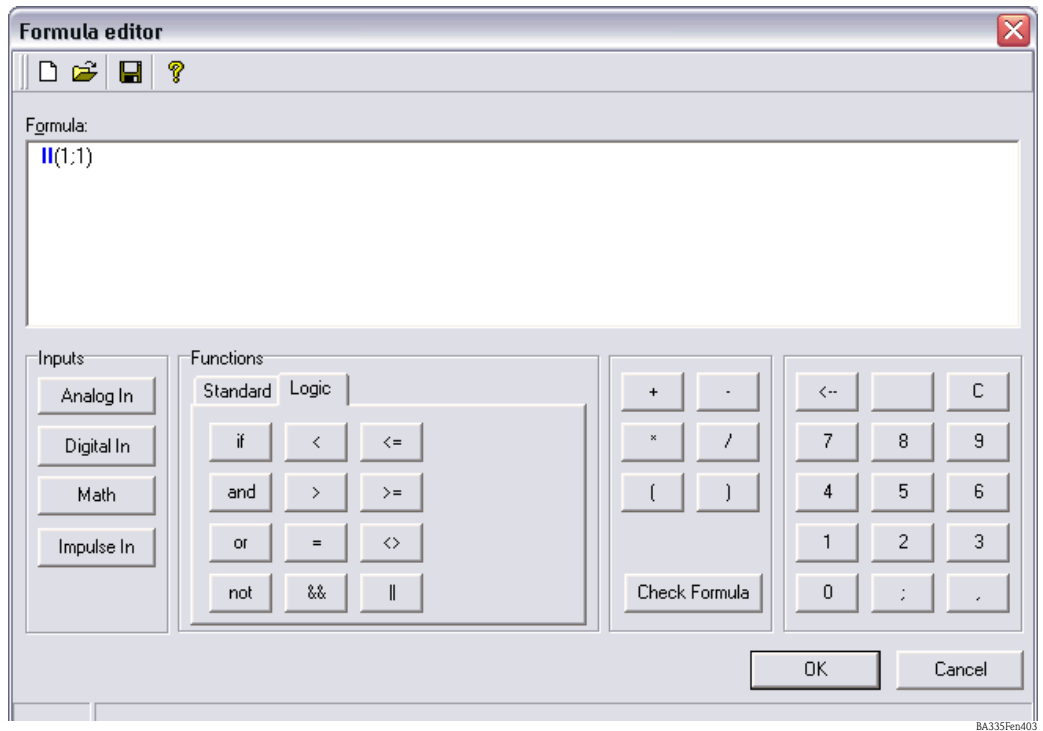 Formula editor
Formula:
II(1;1)
Inputs
Analog In
Digital In
Math
Impulse In
Functions
Standard Logic
if < <=
and > >=
or = <>
not && ||
+ -
* /
( )
Check Formula
<-- C
7 8 9
4 5 6
1 2 3
0 ; ,
OK Cancel
BA335Fen403